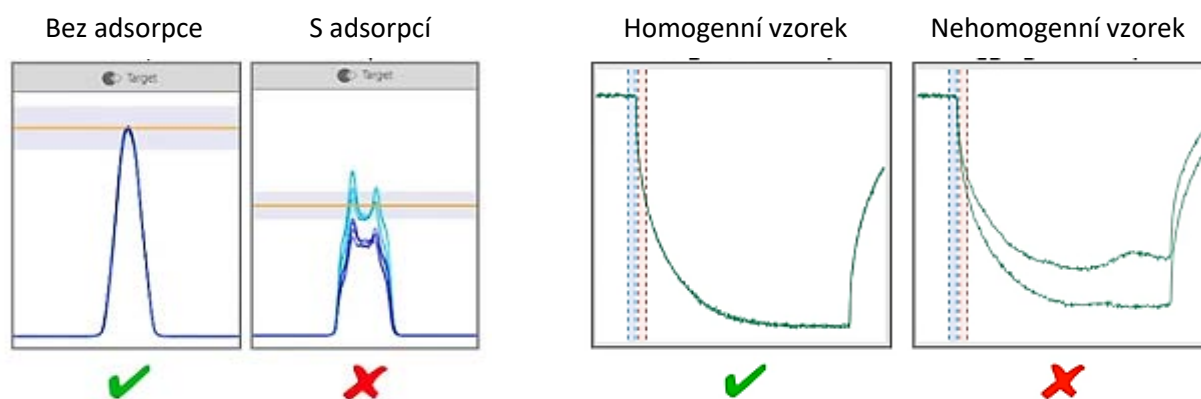 Bez adsorpce
S adsorpcí
Homogenní vzorek
Nehomogenní vzorek
Target
Target